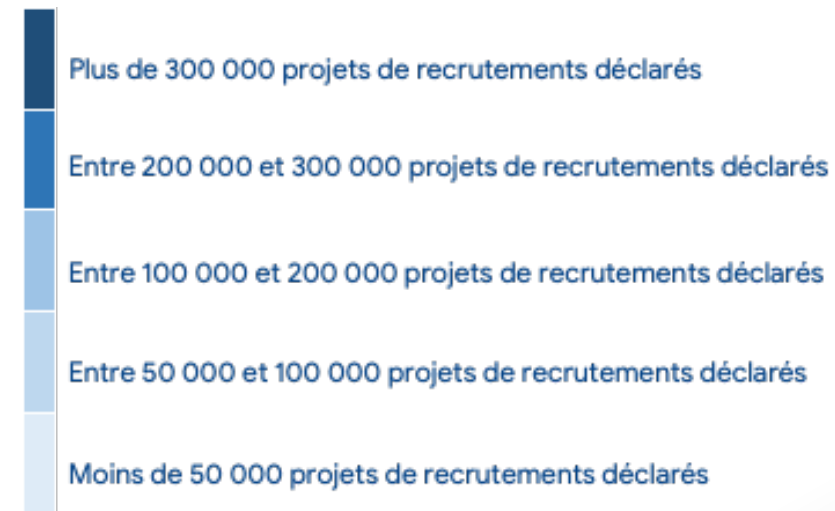 Plus de 300 000 projets de recrutements déclarés
Entre 200 000 et 300 000 projets de recrutements déclarés
Entre 100 000 et 200 000 projets de recrutements déclarés
Entre 50 000 et 100 000 projets de recrutements déclarés
Moins de 50 000 projets de recrutements déclarés